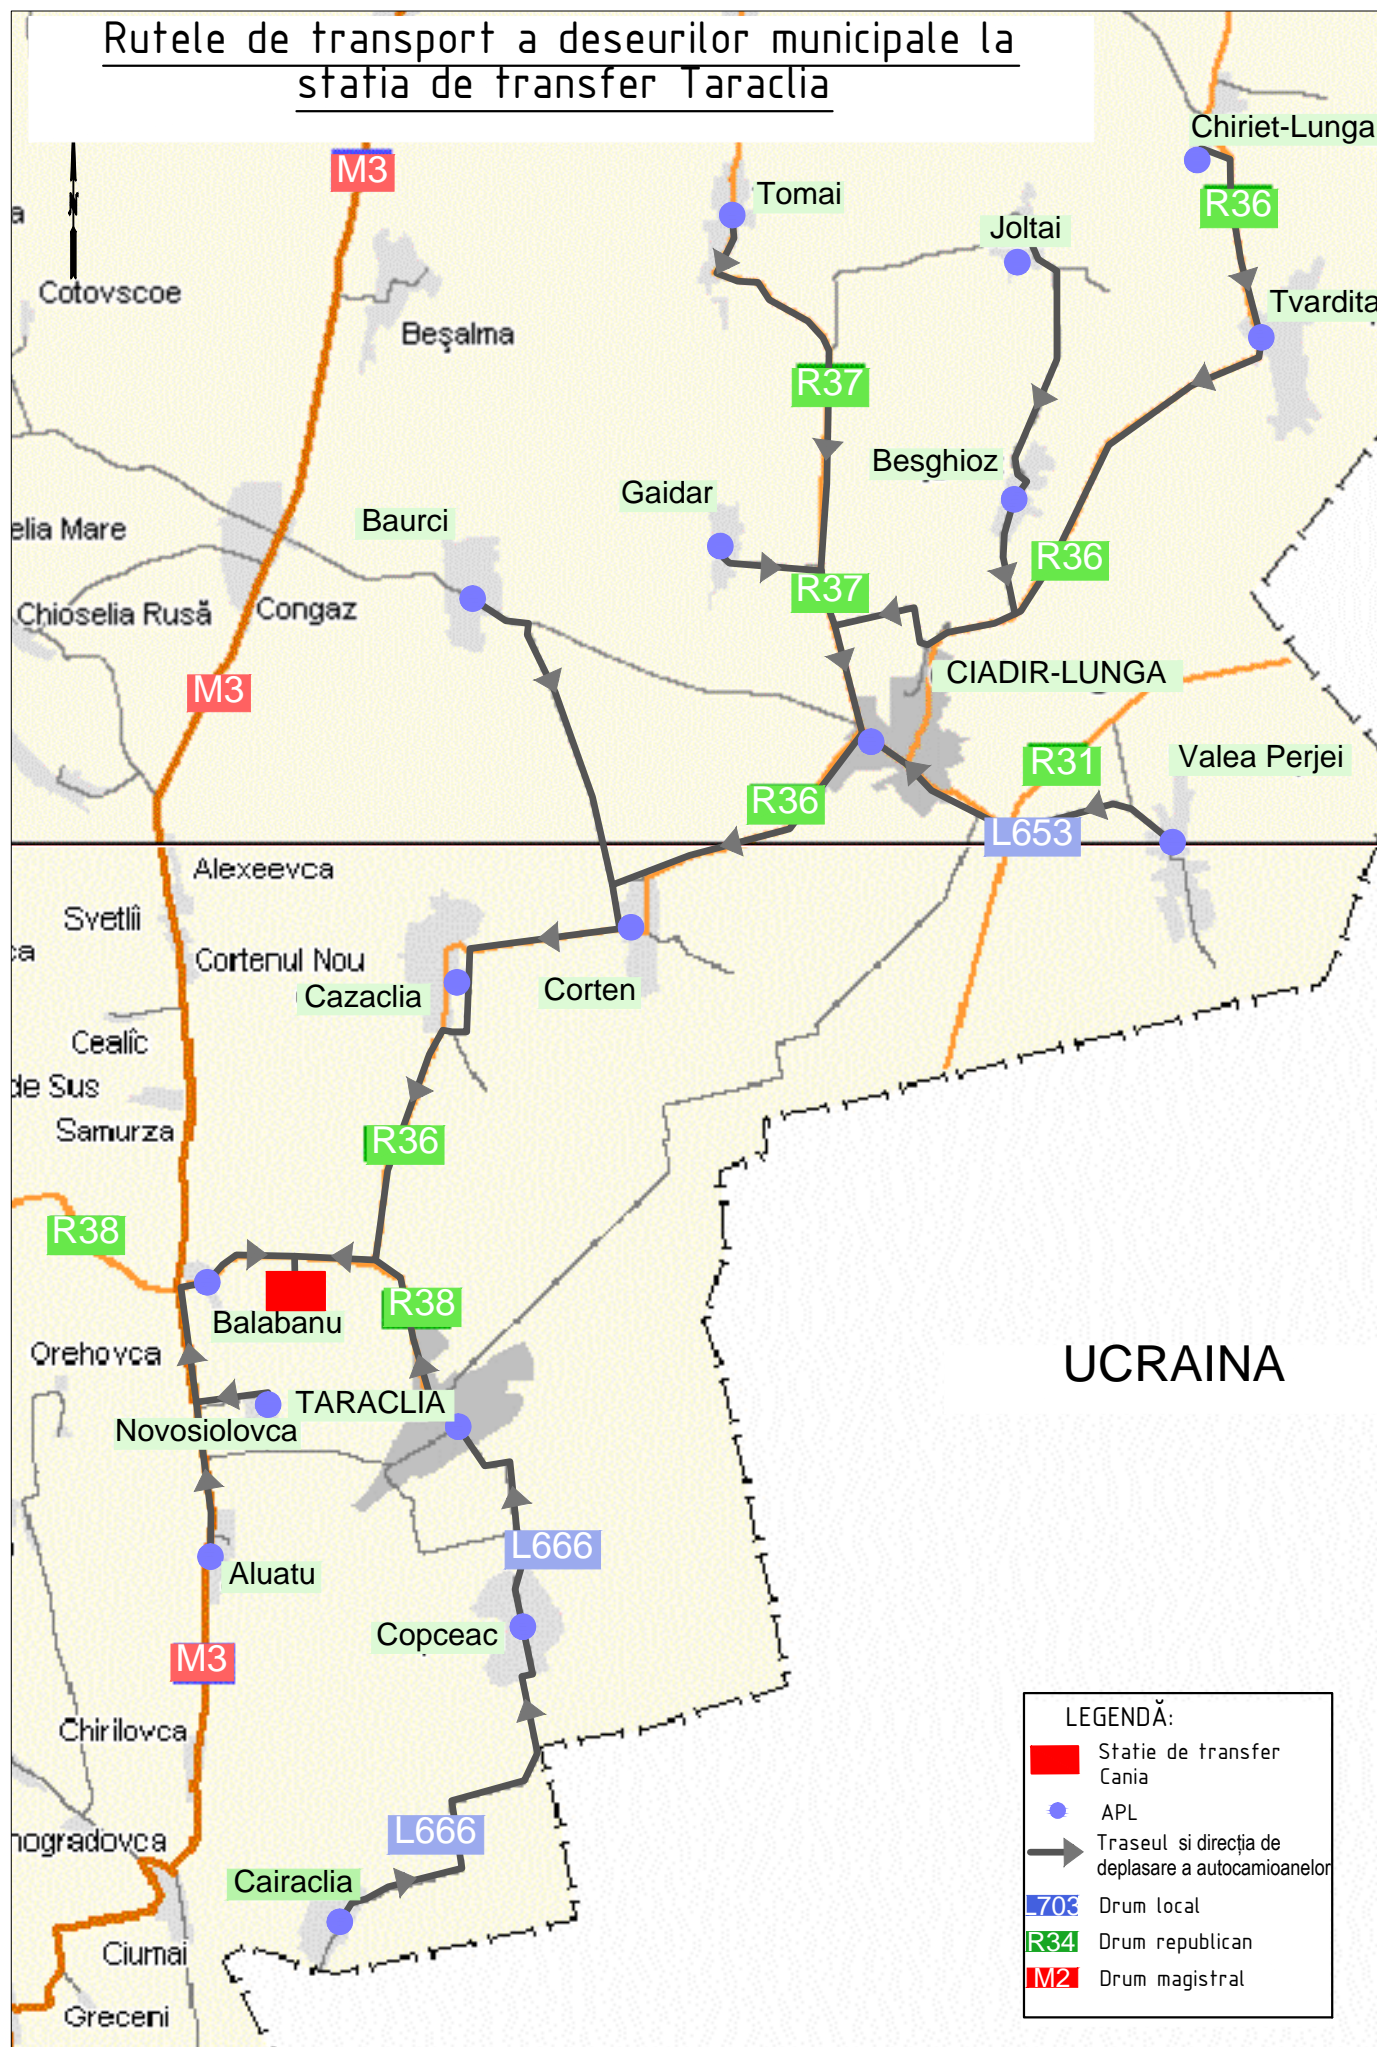 Rutele de transport a deseurilor municipale la
statia de transfer Taraclia
Chiriet-Lunga
M3
Tomai
R36
a
Joltai
Cotovscoe
Tvardita
Beşalma
R37
Besghioz
Gaidar
Baurci
elia Mare
R36
R37
Chioselia Rusă
Congaz
M3
CIADIR-LUNGA
R31
Valea Perjei
R36
L653
Alexeevca
Svetlîi
ca
Cortenul Nou
Cazaclia
Corten
Cealîc
de Sus
Samurza
R36
R38
R38
Balabanu
Orehovca
UCRAINA
TARACLIA
Novosiolovca
L666
Aluatu
Copceac
M3
Chirilovca
L666
nogradovca
Cairaclia
Ciumai
Greceni
LEGENDĂ:
Statie de transfer
Cania
APL
Traseul si direcția de
deplasare a autocamioanelor
L703 Drum local
R34 Drum republican
M2 Drum magistral